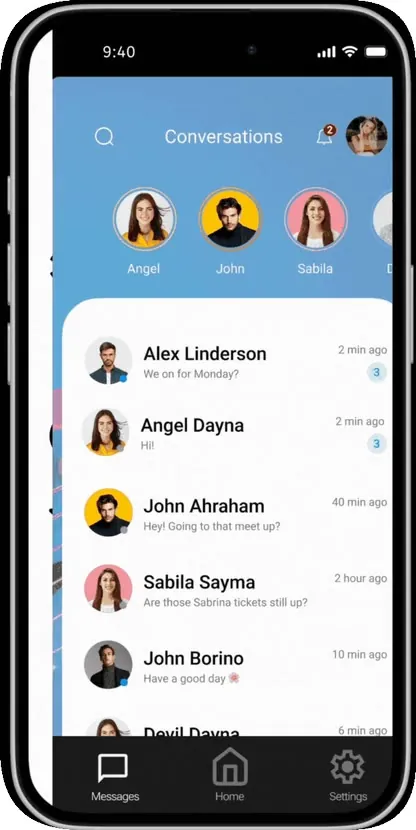 9:40
Conversations
2
Angel
John
Sabila
Alex Linderson
2 min ago
We on for Monday?
3
Angel Dayna
2 min ago
Hi!
3
John Ahraham
40 min ago
Hey! Going to that meet up?
Sabila Sayma
2 hour ago
Are those Sabrina tickets still up?
John Borino
10 min ago
Have a good day 🌸
Devil Dayna
6 min ago
Messages
Home
Settings